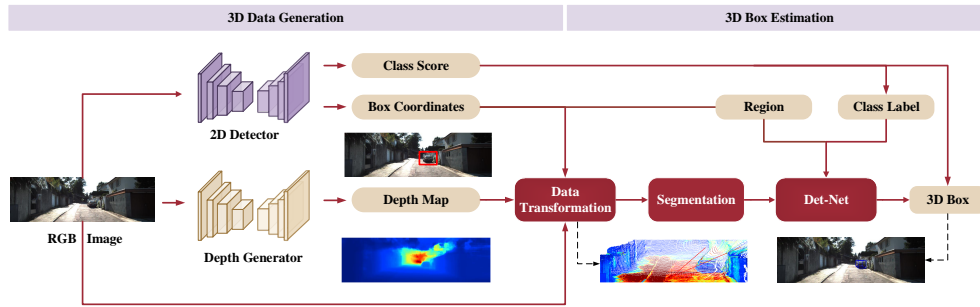 3D Data Generation
3D Box Estimation
Class Score
Box Coordinates
Region
Class Label
2D Detector
Depth Map
Data
Transformation
Segmentation
Det-Net
3D Box
RGB Image
Depth Generator